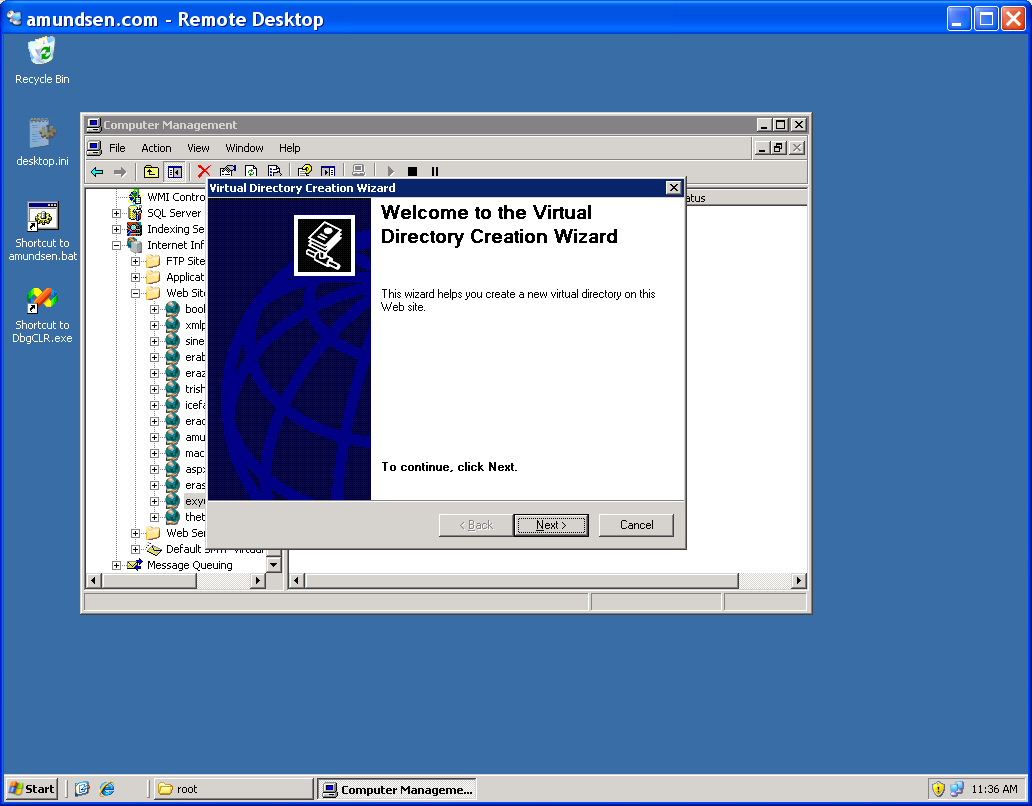 amundsen.com - Remote Desktop
Recycle Bin
desktop.ini
Shortcut to
amundsen.bat
Shortcut to
DbgCLR.exe
Computer Management
File Action View Window Help
WMI Contro
SQL Server
Indexing Se
Internet Inf
FTP Site
Applicat
Web Sit
bool
xmlp
sine
erab
eraz
trish
icefa
erac
amu
mac
aspx
eras
exyu
thet
Web Ser
Default SMTP Virtual
Message Queuing
atus
Virtual Directory Creation Wizard
Welcome to the Virtual
Directory Creation Wizard
This wizard helps you create a new virtual directory on this
Web site.
To continue, click Next.
< Back Next > Cancel
Start root Computer Manageme... 11:36 AM